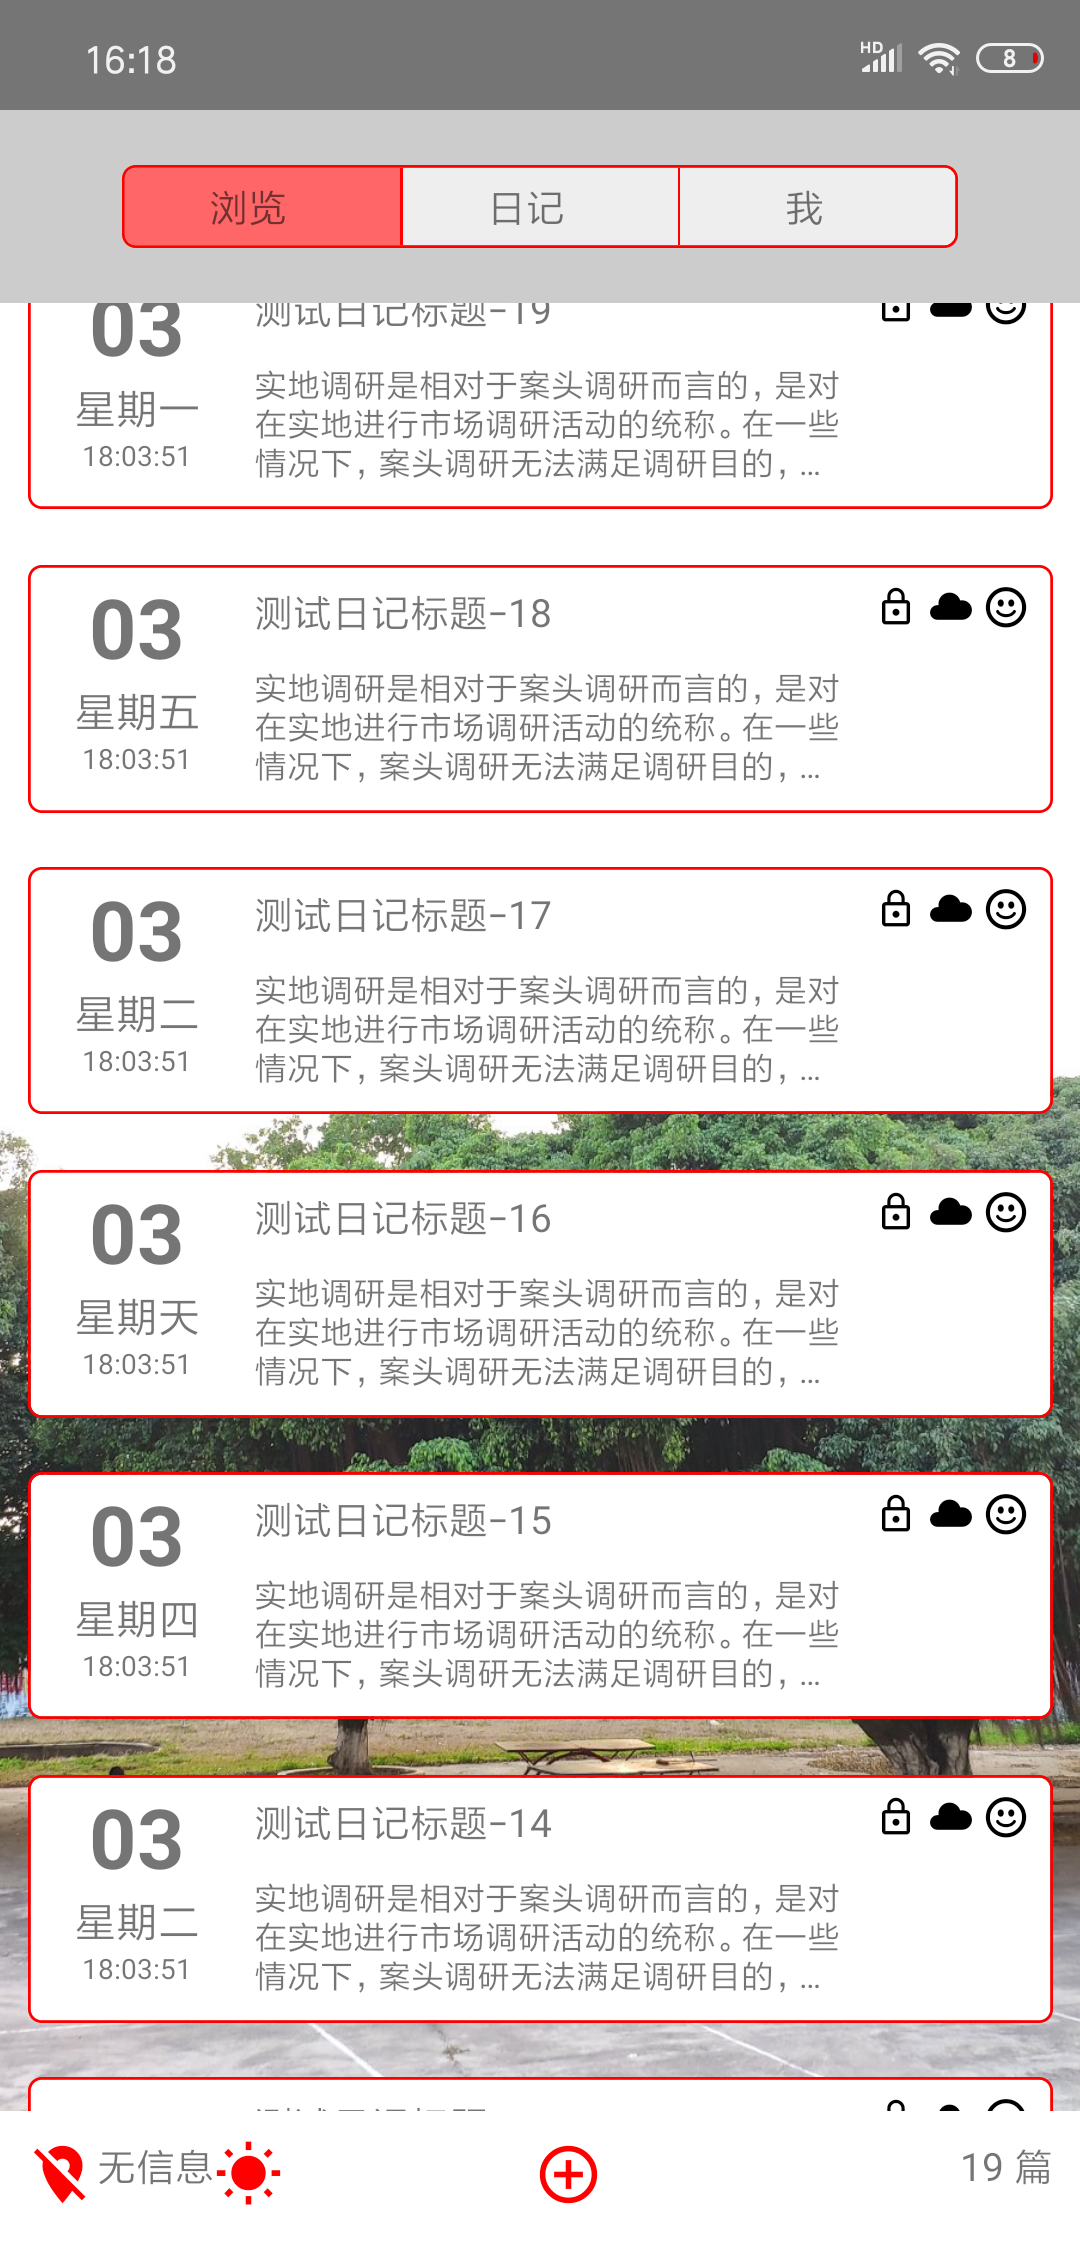 16:18
HD
8
浏览
日记
我
03
测试日记标题-19
实地调研是相对于案头调研而言的，是对
在实地进行市场调研活动的统称。在一些
情况下，案头调研无法满足调研目的，...
星期一
18:03:51
03
测试日记标题-18
实地调研是相对于案头调研而言的，是对
在实地进行市场调研活动的统称。在一些
情况下，案头调研无法满足调研目的，...
星期五
18:03:51
03
测试日记标题-17
实地调研是相对于案头调研而言的，是对
在实地进行市场调研活动的统称。在一些
情况下，案头调研无法满足调研目的，...
星期二
18:03:51
03
测试日记标题-16
实地调研是相对于案头调研而言的，是对
在实地进行市场调研活动的统称。在一些
情况下，案头调研无法满足调研目的，...
星期天
18:03:51
03
测试日记标题-15
实地调研是相对于案头调研而言的，是对
在实地进行市场调研活动的统称。在一些
情况下，案头调研无法满足调研目的，...
星期四
18:03:51
03
测试日记标题-14
实地调研是相对于案头调研而言的，是对
在实地进行市场调研活动的统称。在一些
情况下，案头调研无法满足调研目的，...
星期二
18:03:51
无信息
19 篇